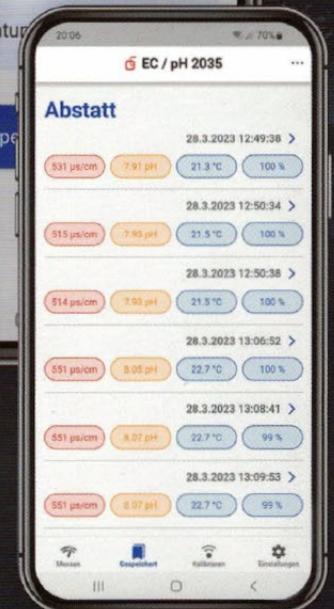 20:06 70%
EC / pH 2035 ...
Abstatt
28.3.2023 12:49:38 >
531 µs/cm 7.91 pH 21.3 °C 100 %
28.3.2023 12:50:34 >
515 µs/cm 7.93 pH 21.5 °C 100 %
28.3.2023 12:50:38 >
514 µs/cm 7.93 pH 21.5 °C 100 %
28.3.2023 13:06:52 >
551 µs/cm 8.05 pH 22.7 °C 100 %
28.3.2023 13:08:41 >
551 µs/cm 8.07 pH 22.7 °C 99 %
28.3.2023 13:09:53 >
551 µs/cm 8.07 pH 22.7 °C 99 %
Messen Gespeichert Kalibrieren Einstellungen